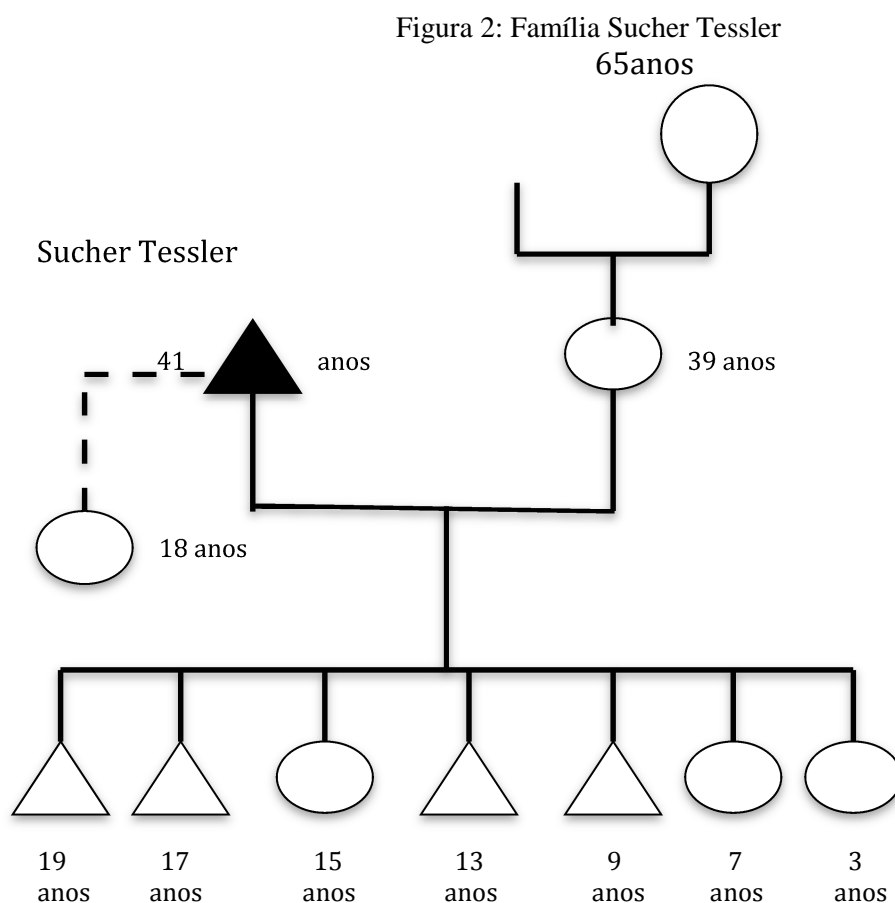 Figura 2: Família Sucher Tessler
65anos
Sucher Tessler
41 anos
39 anos
18 anos
19 17 15 13 9 7 3
anos anos anos anos anos anos anos